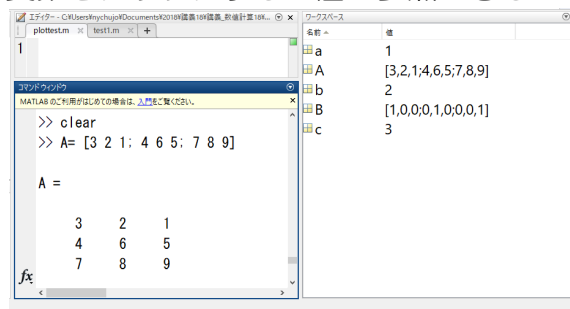 エディター - C:¥Users¥nychujo¥Documents¥2018¥講義18¥講義_数値計算18¥...
plottest.m × test1.m × +
1
コマンド ウィンドウ
MATLAB のご利用がはじめての場合は、入門をご覧ください。
>> clear
>> A= [3 2 1; 4 6 5; 7 8 9]
A =
3 2 1
4 6 5
7 8 9
fx
ワークスペース
名前 値
a 1
A [3,2,1;4,6,5;7,8,9]
b 2
B [1,0,0;0,1,0;0,0,1]
c 3